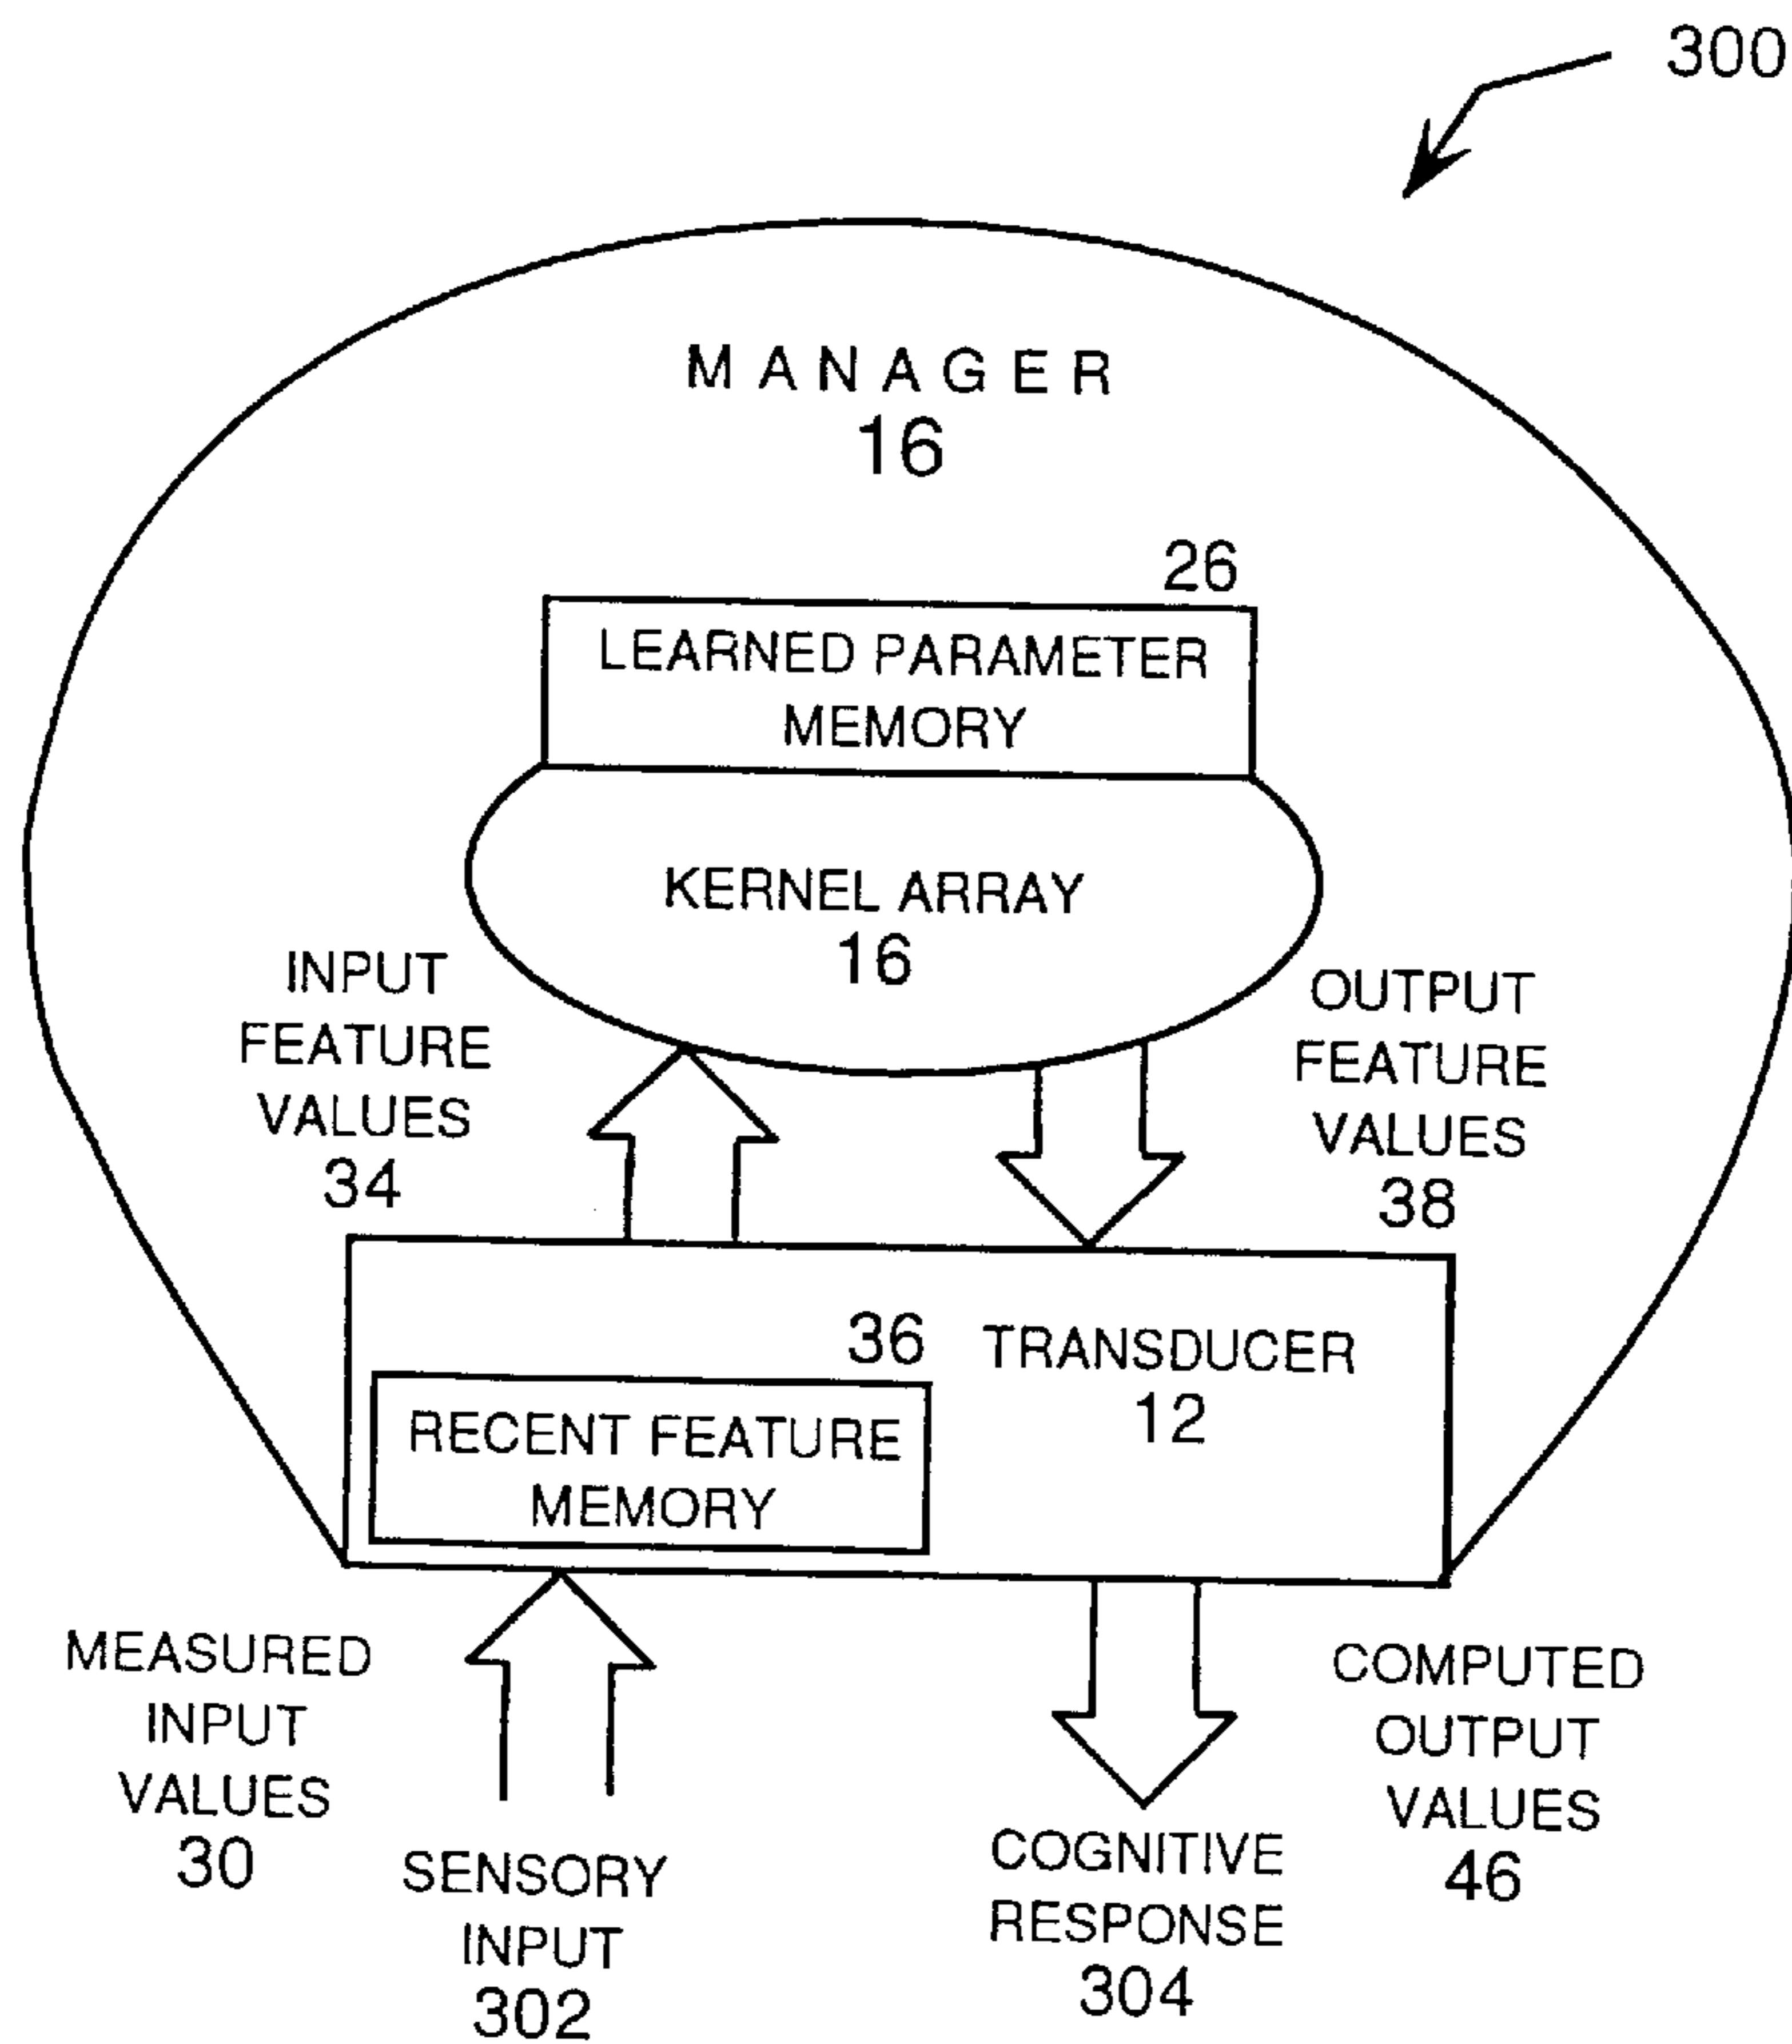 300
MANAGER
16
26
LEARNED PARAMETER
MEMORY
KERNEL ARRAY
16
INPUT
FEATURE
VALUES
34
OUTPUT
FEATURE
VALUES
38
36
TRANSDUCER
12
RECENT FEATURE
MEMORY
MEASURED
INPUT
VALUES
30
SENSORY
INPUT
302
COGNITIVE
RESPONSE
304
COMPUTED
OUTPUT
VALUES
46